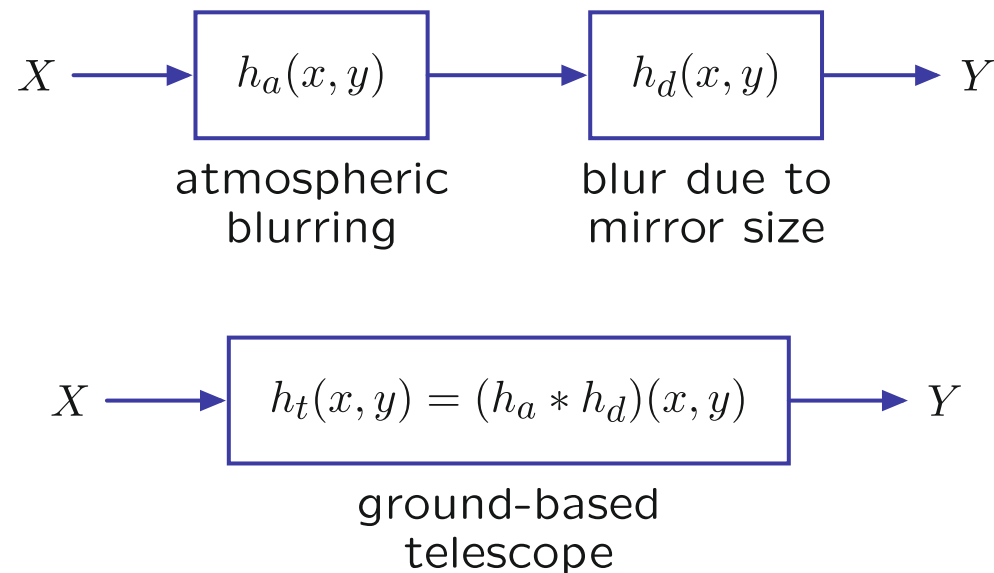 X h_a(x, y) h_d(x, y) Y
atmospheric blur due to
blurring mirror size
X h_t(x, y) = (h_a * h_d)(x, y) Y
ground-based
telescope